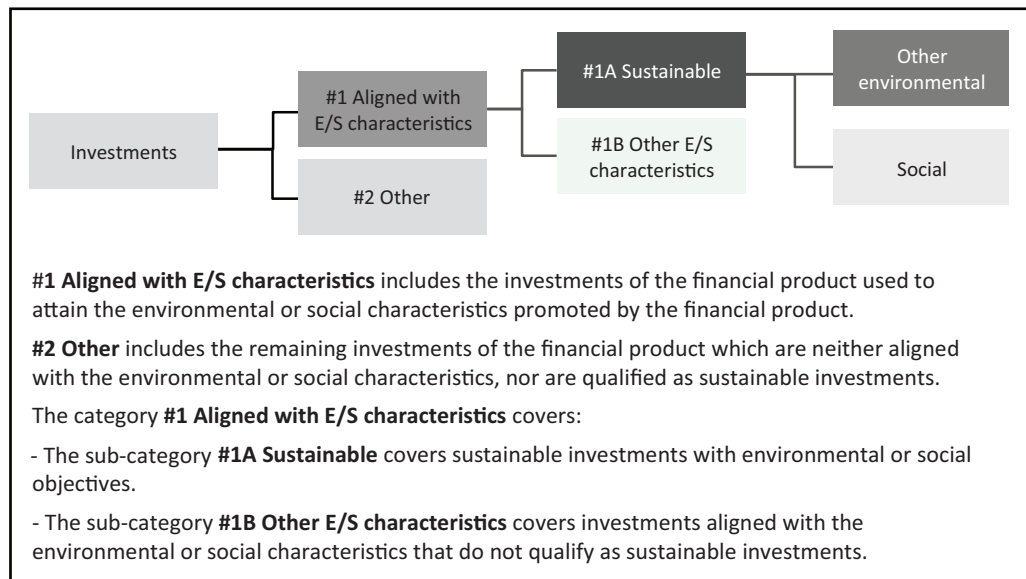 Investments
#1 Aligned with
E/S characteristics
#2 Other
#1A Sustainable
#1B Other E/S
characteristics
Other
environmental
Social
#1 Aligned with E/S characteristics includes the investments of the financial product used to
attain the environmental or social characteristics promoted by the financial product.
#2 Other includes the remaining investments of the financial product which are neither aligned
with the environmental or social characteristics, nor are qualified as sustainable investments.
The category #1 Aligned with E/S characteristics covers:
- The sub-category #1A Sustainable covers sustainable investments with environmental or social
objectives.
- The sub-category #1B Other E/S characteristics covers investments aligned with the
environmental or social characteristics that do not qualify as sustainable investments.